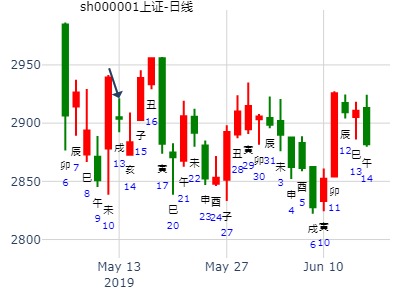 sh000001上证-日线
2950
2900
2850
2800
卯
6
辰
7
巳
8
午
9
未
10
戌
13
亥
14
子
15
丑
16
寅
17
巳
20
午
21
未
22
申
23
酉
24
子
27
丑
28
寅
29
卯
30
辰
31
未
3
申
4
酉
5
戌
6
寅
10
卯
11
辰
12
巳
13
午
14
May 13
2019
May 27
Jun 10